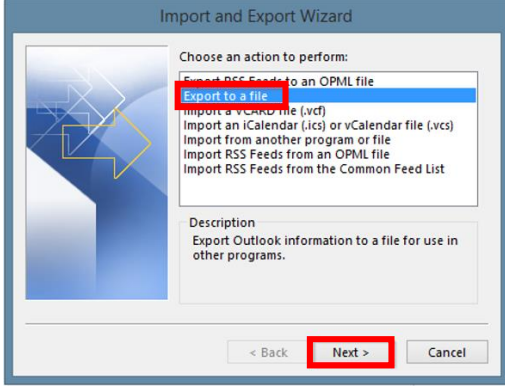 Import and Export Wizard
Choose an action to perform:
Export RSS Feeds to an OPML file
Export to a file
Import a VCARD file (.vcf)
Import an iCalendar (.ics) or vCalendar file (.vcs)
Import from another program or file
Import RSS Feeds from an OPML file
Import RSS Feeds from the Common Feed List
Description
Export Outlook information to a file for use in
other programs.
< Back Next > Cancel